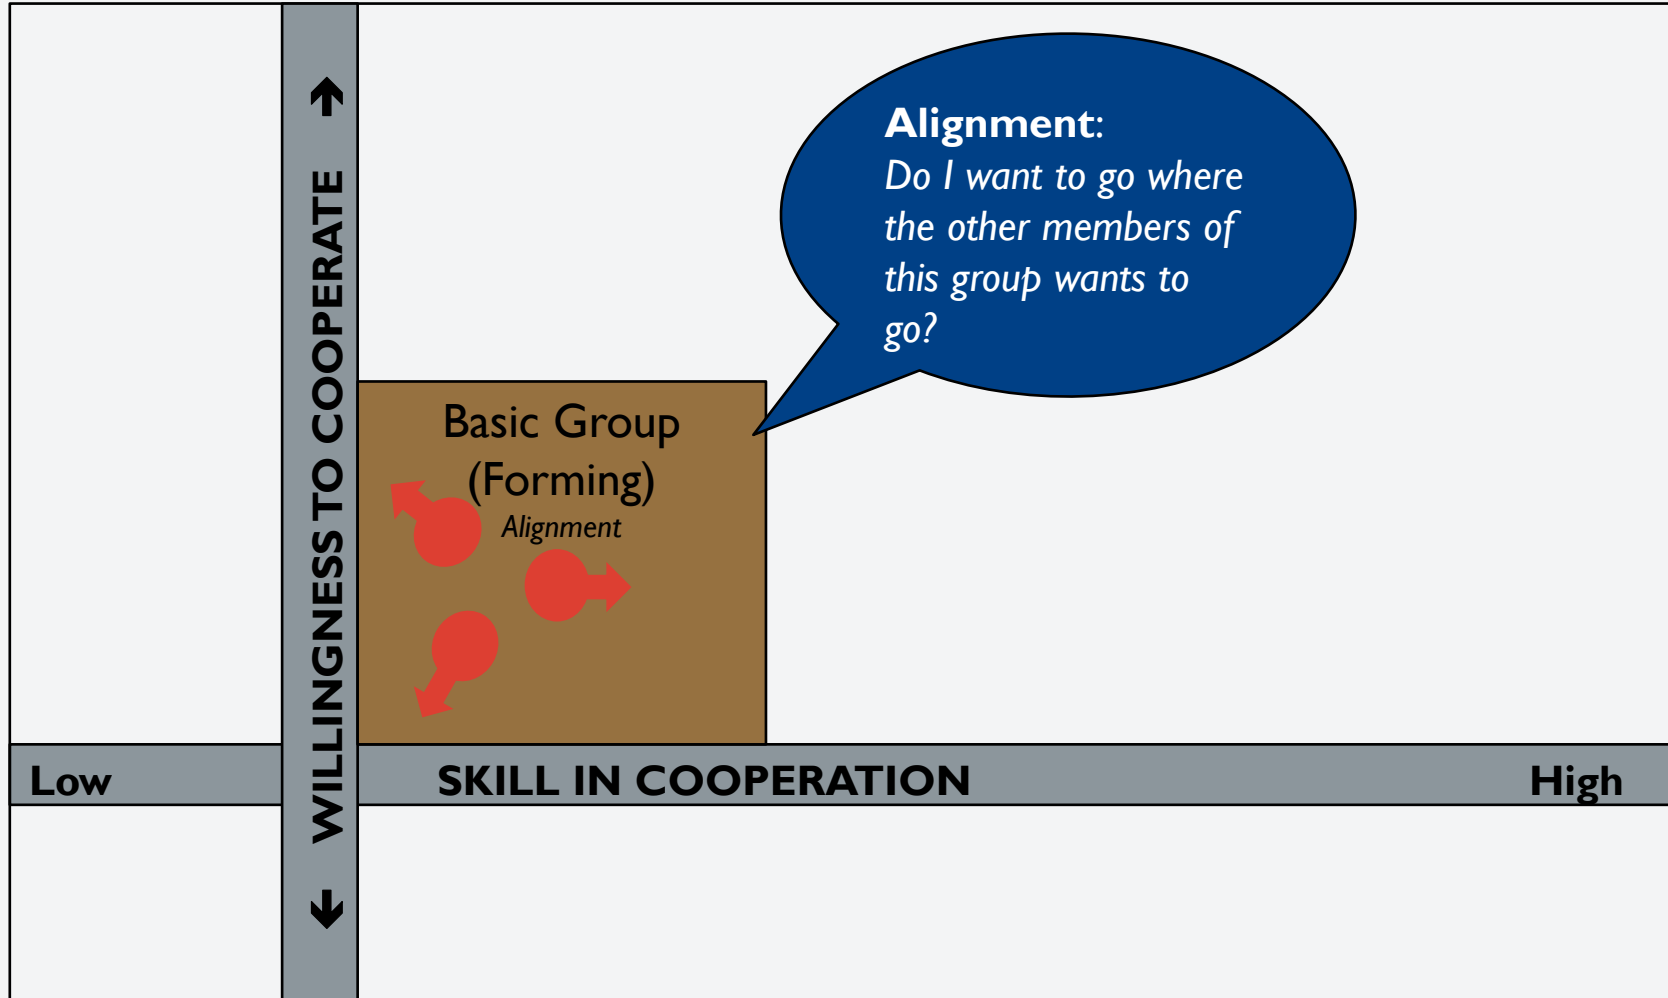 Alignment:
Do I want to go where
the other members of
this group wants to
go?
WILLINGNESS TO COOPERATE
Basic Group
(Forming)
Alignment
Low
SKILL IN COOPERATION
High